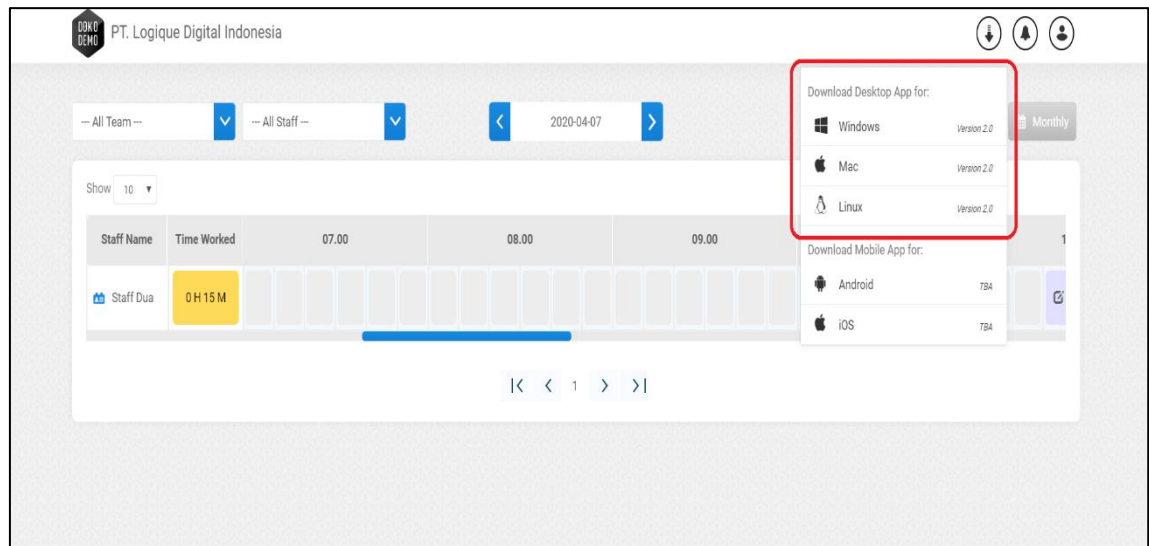 DOKO
DEMO
PT. Logique Digital Indonesia
--- All Team ---
--- All Staff ---
2020-04-07
Monthly
Download Desktop App for:
Windows Version 2.0
Mac Version 2.0
Linux Version 2.0
Download Mobile App for:
Android TBA
iOS TBA
Show 10
Staff Name Time Worked 07.00 08.00 09.00 1
Staff Dua 0 H 15 M
1